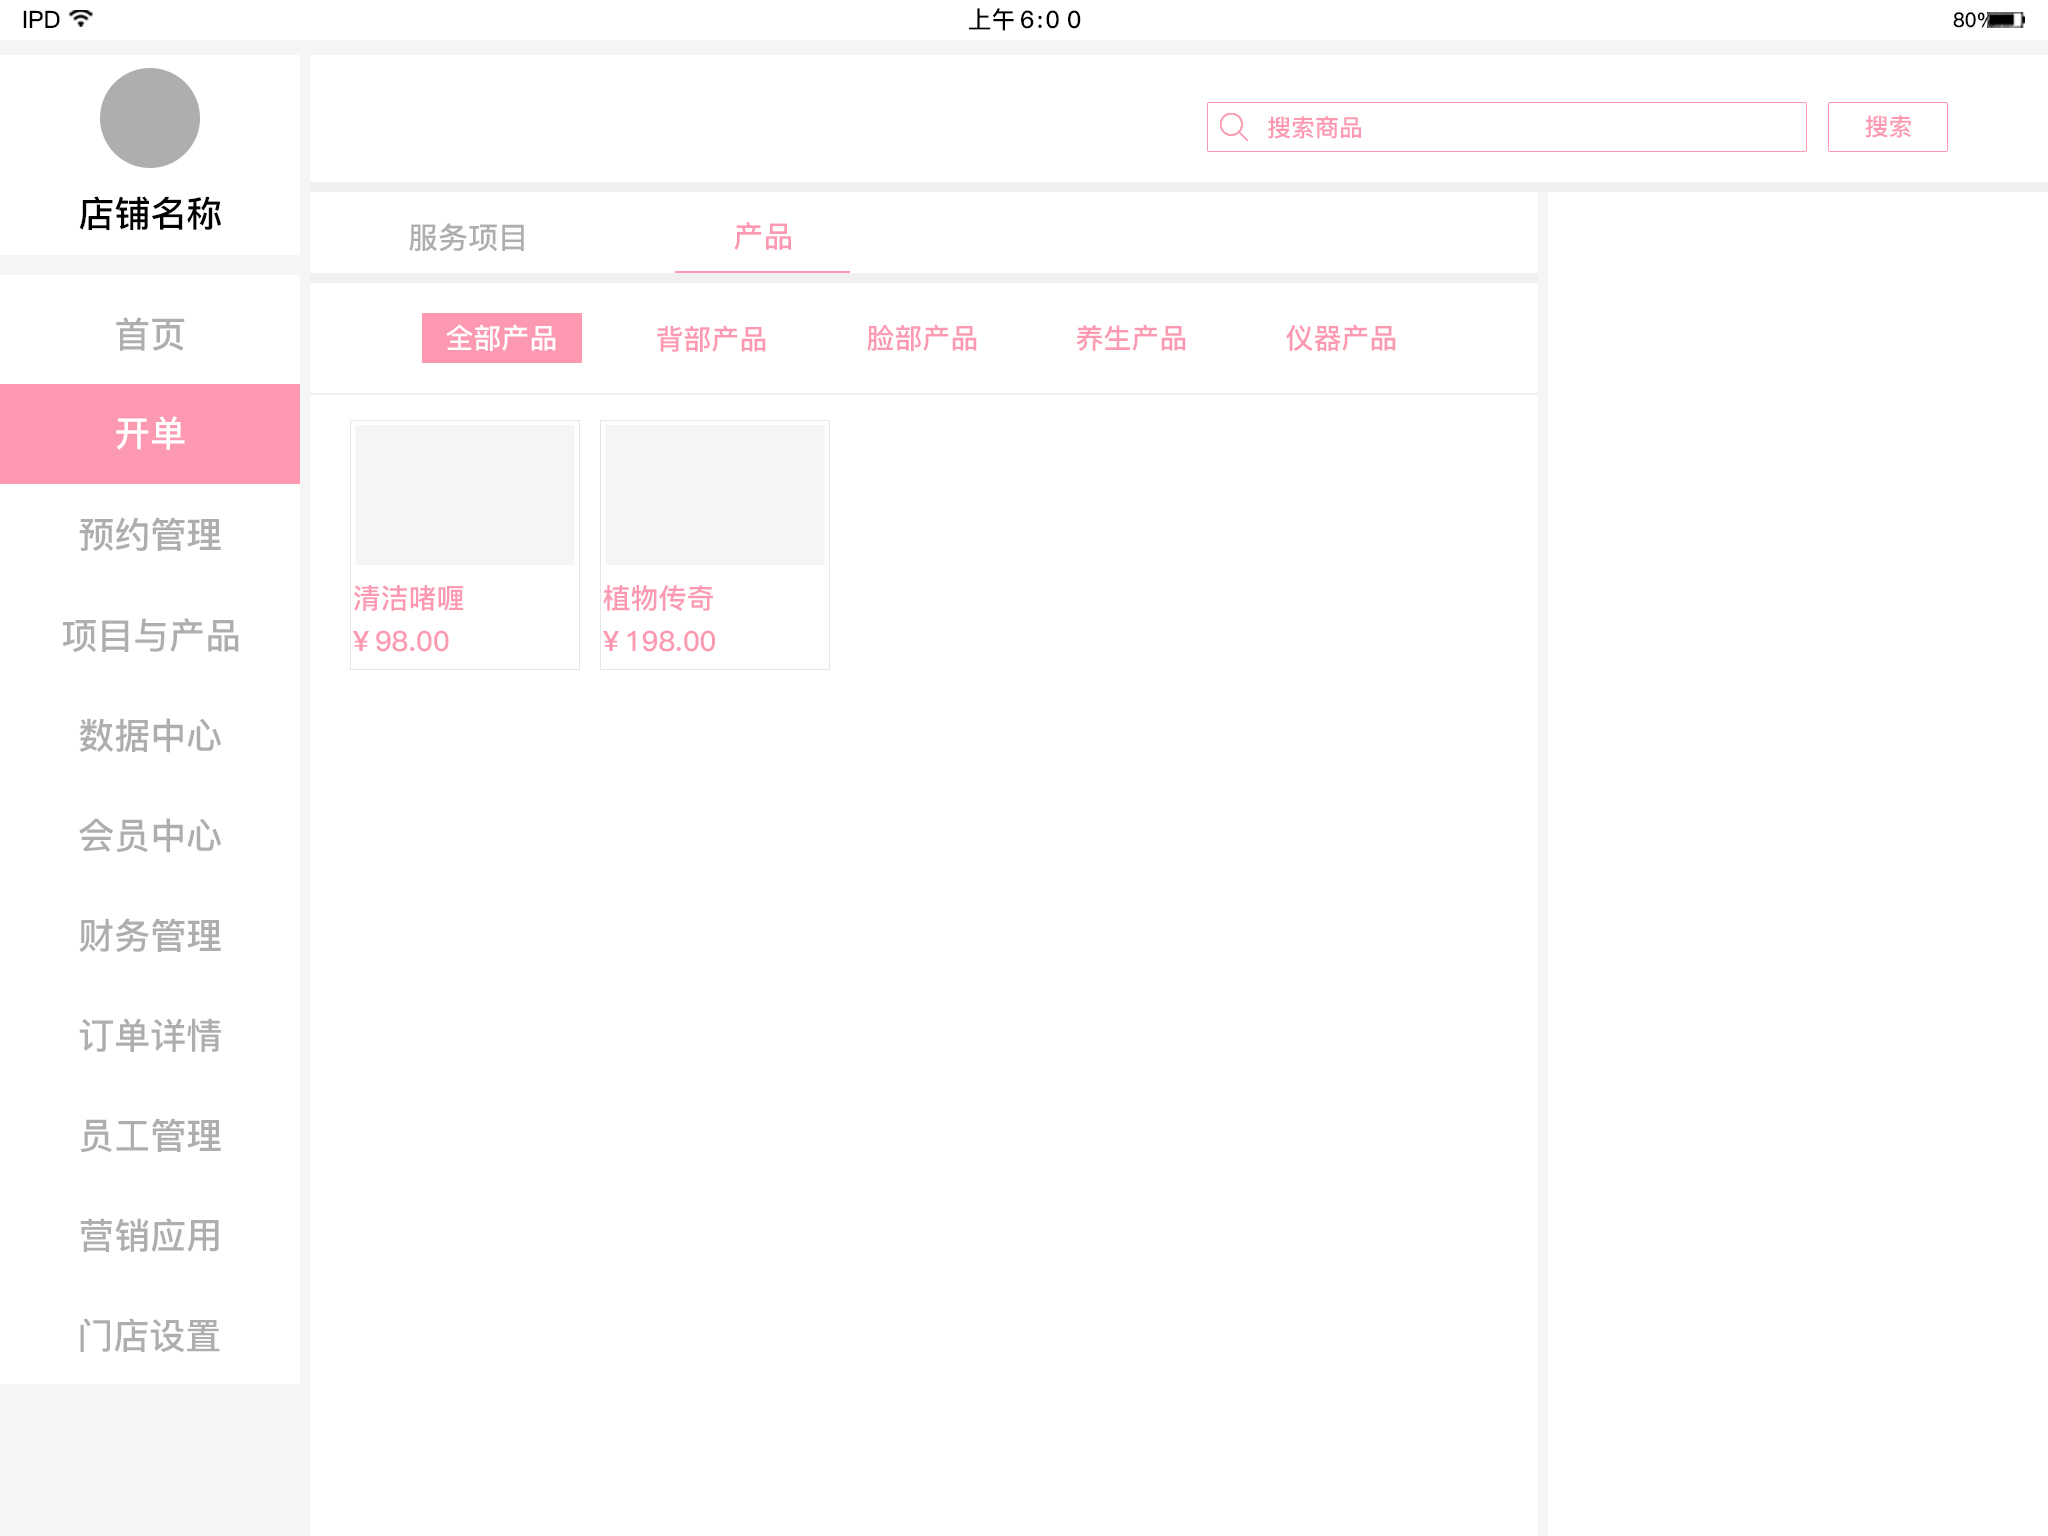 IPD
上午 6:0 0
80%
店铺名称
搜索商品
搜索
服务项目
产品
全部产品
背部产品
脸部产品
养生产品
仪器产品
首页
开单
预约管理
项目与产品
数据中心
会员中心
财务管理
订单详情
员工管理
营销应用
门店设置
清洁啫喱
¥ 98.00
植物传奇
¥ 198.00